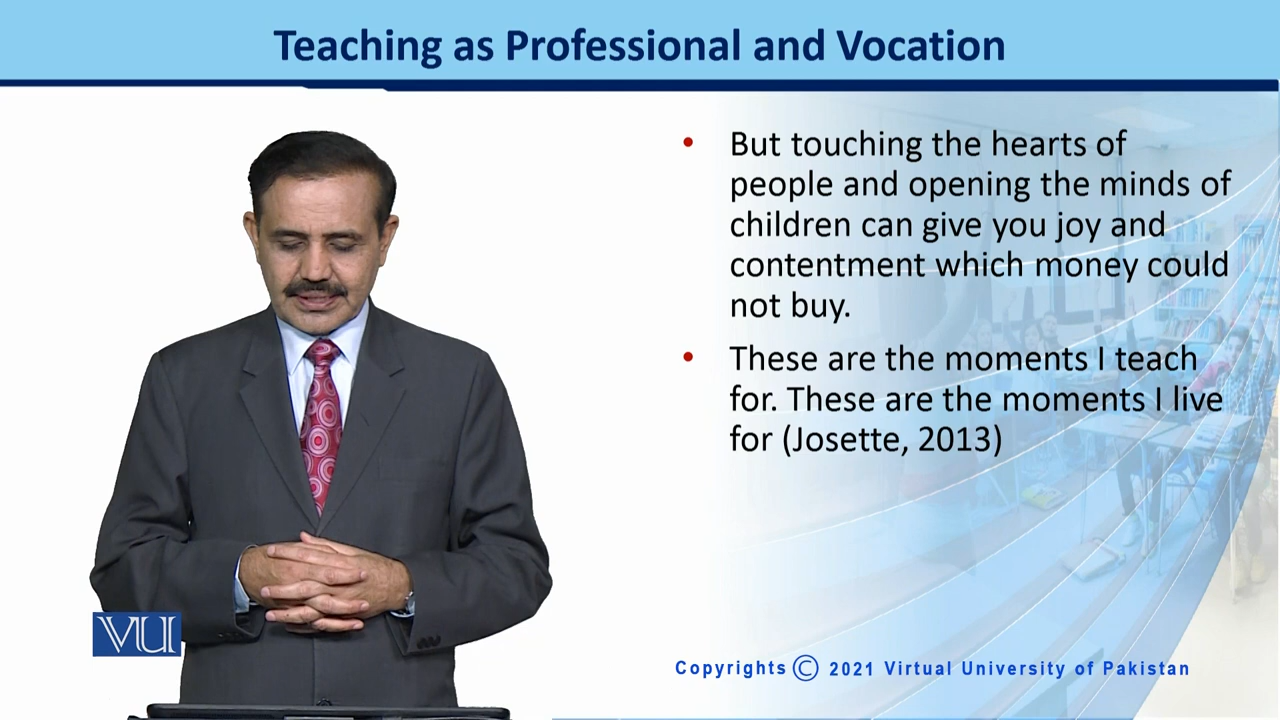 Teaching as Professional and Vocation
• But touching the hearts of
people and opening the minds of
children can give you joy and
contentment which money could
not buy.
• These are the moments I teach
for. These are the moments I live
for (Josette, 2013)
VU
Copyrights © 2021 Virtual University of Pakistan